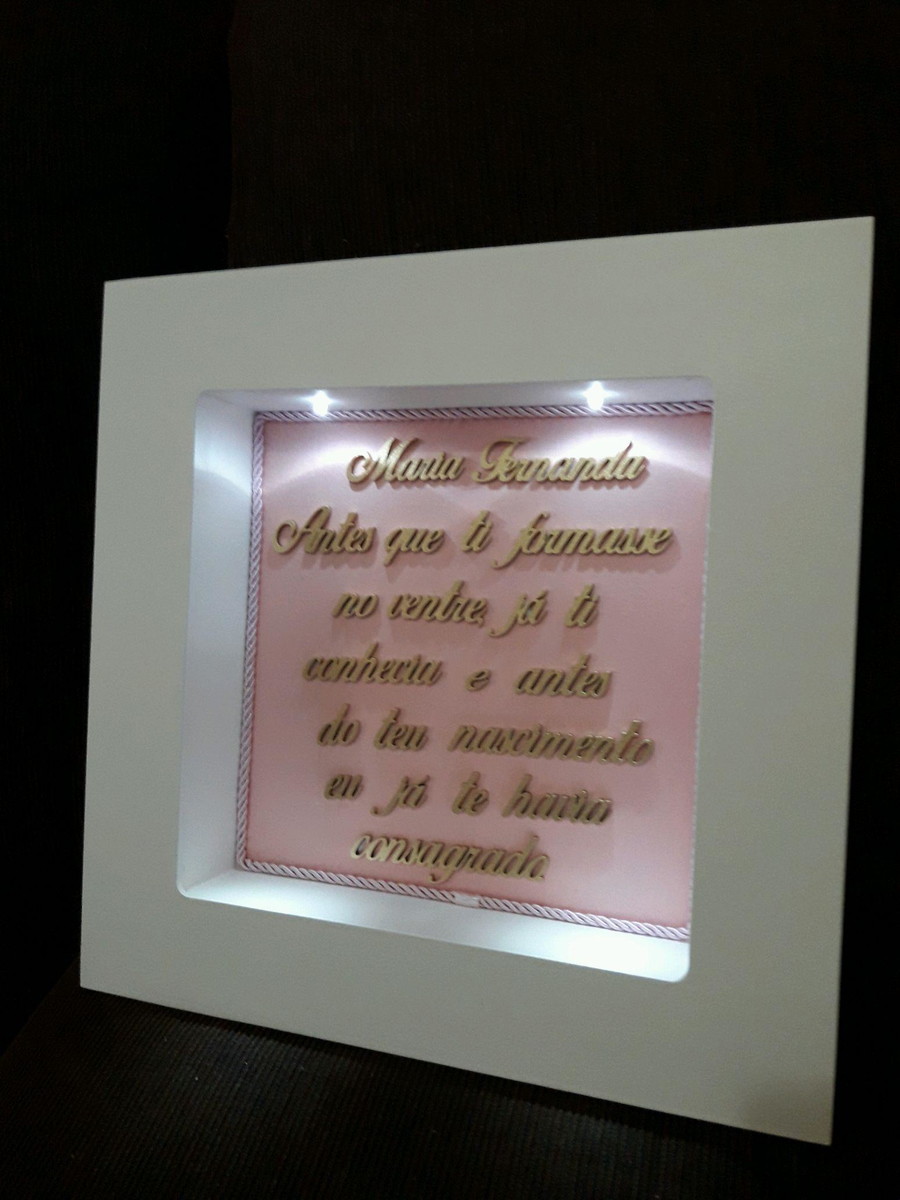 Maria Fernanda
Antes que ti formasse
no ventre, já ti
conhecia e antes
do teu nascimento
eu já te havia
consagrado.